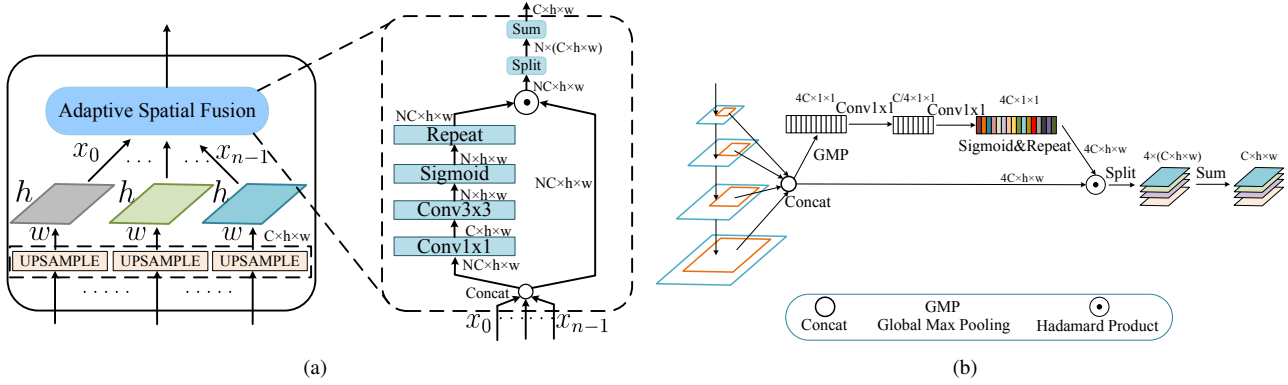 C×h×w
Sum
N×(C×h×w)
Split
NC×h×w
Adaptive Spatial Fusion
NC×h×w
Repeat
N×h×w
Sigmoid
N×h×w
Conv3x3
C×h×w
Conv1x1
NC×h×w
NC×h×w
Concat
x₀ ······ xₙ₋₁
x₀ ... ... xₙ₋₁
h h h
w w w C×h×w
UPSAMPLE UPSAMPLE UPSAMPLE
····· ·····
(a)
4C×1×1 C/4×1×1 4C×1×1
Conv1x1 Conv1x1
Sigmoid&Repeat
GMP
4C×h×w
Concat
4C×h×w
Split 4×(C×h×w) Sum C×h×w
GMP
Concat Global Max Pooling Hadamard Product
(b)